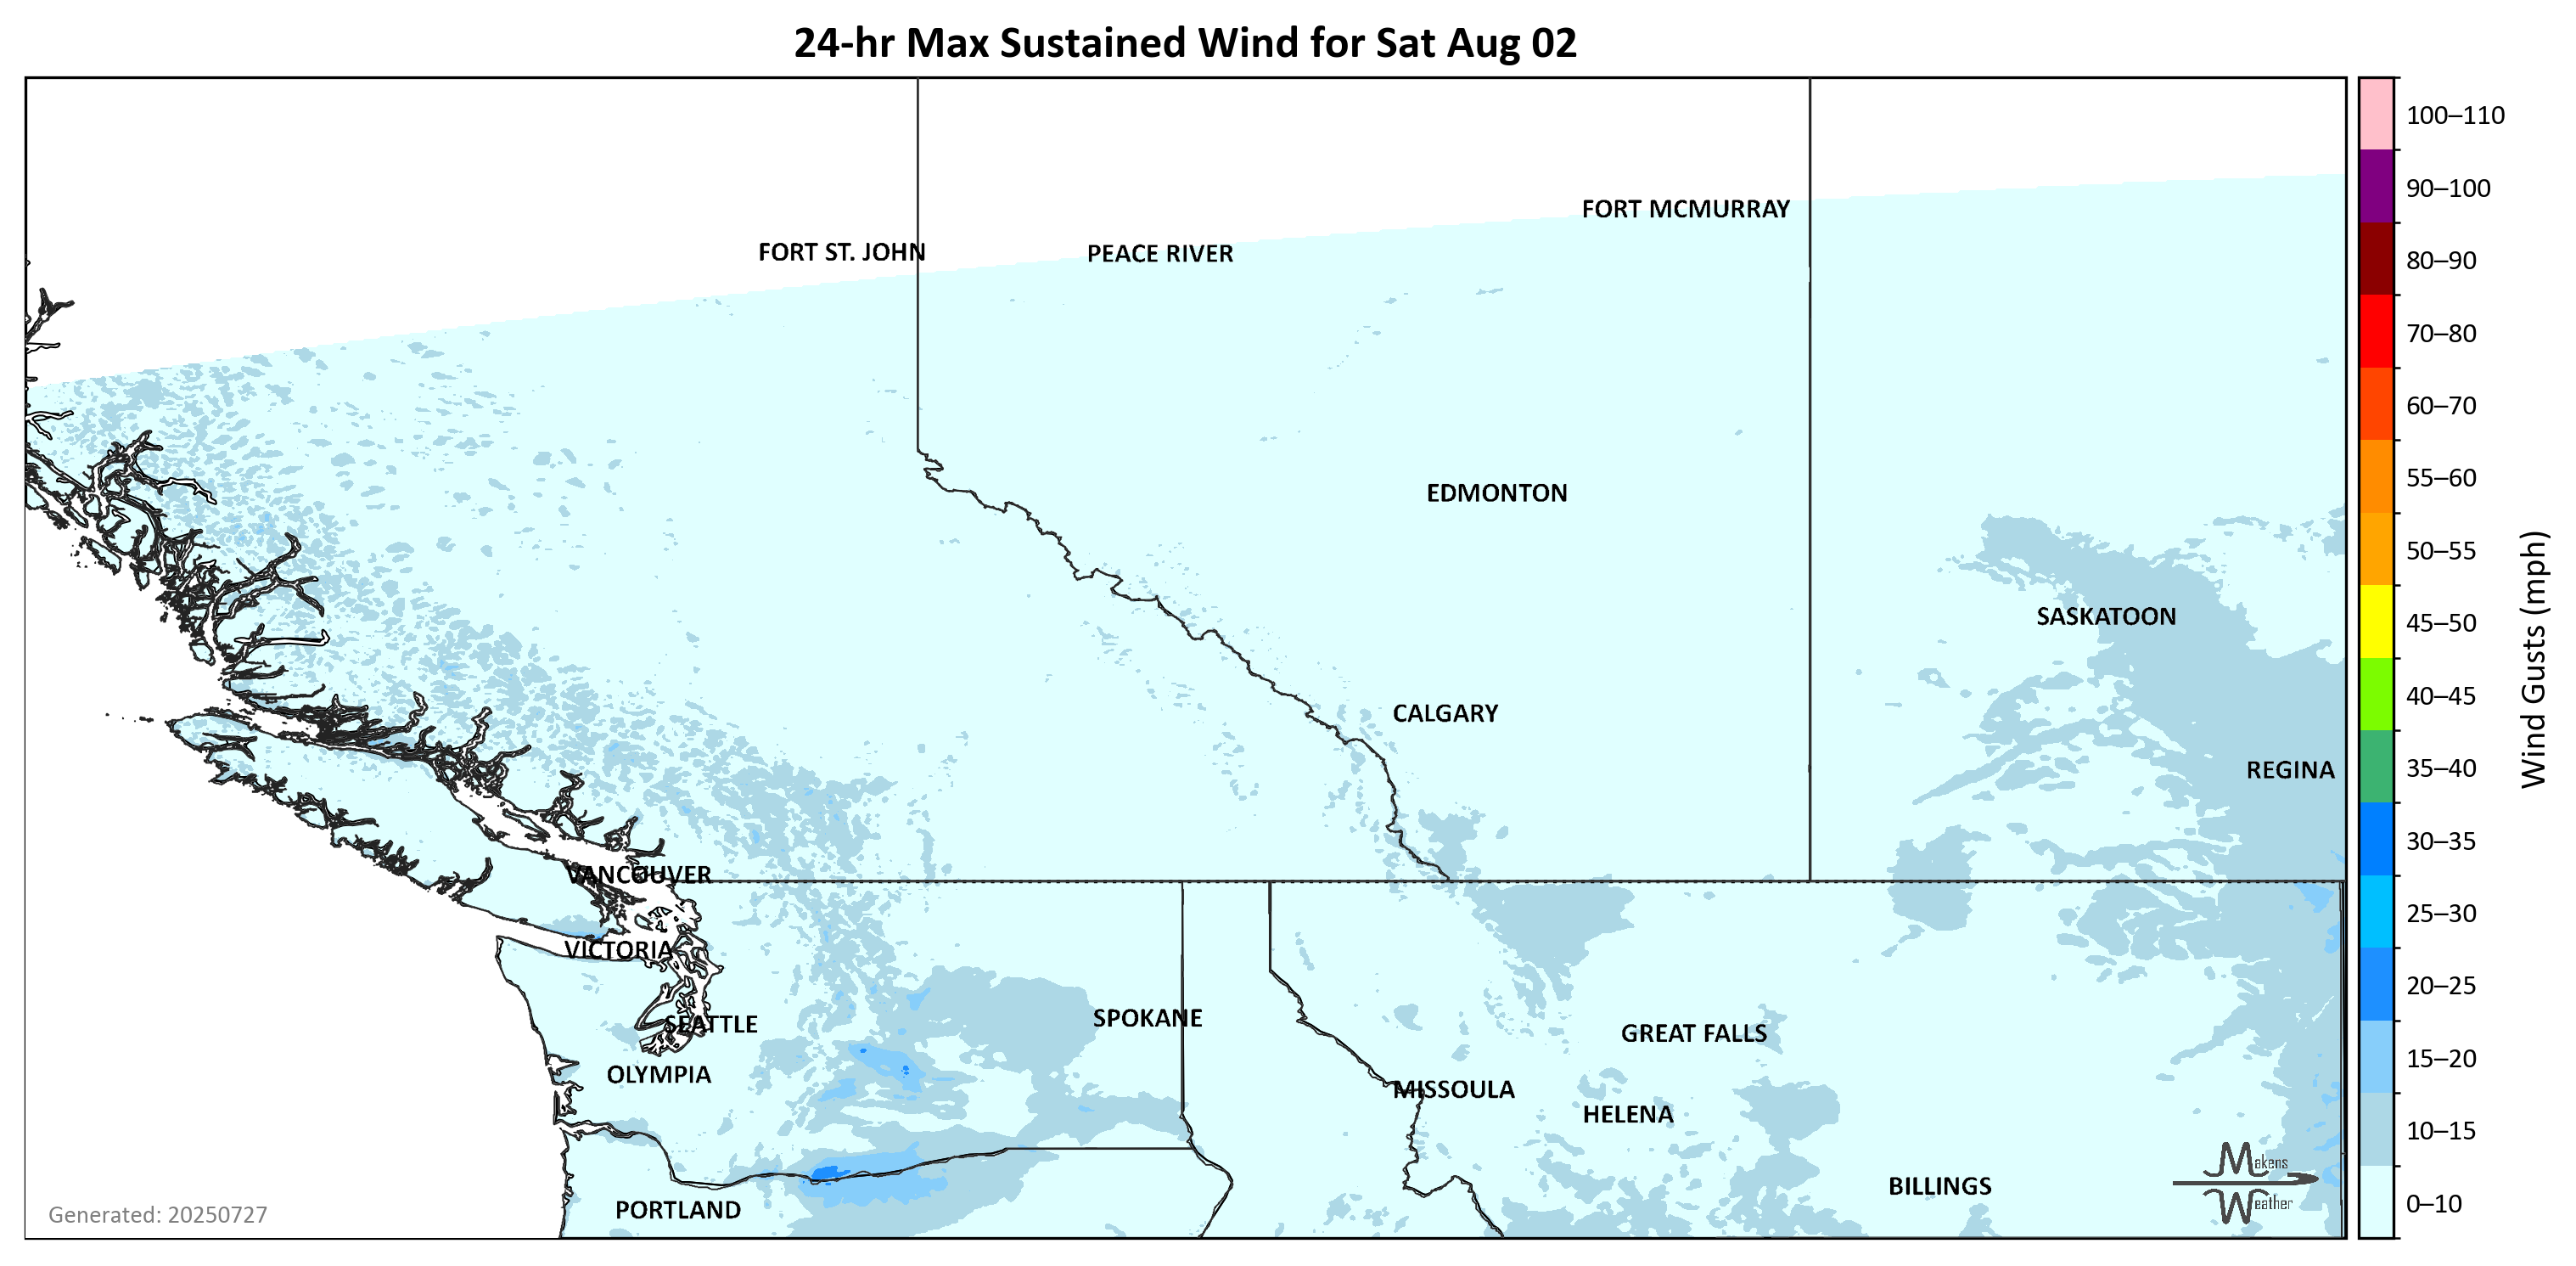 24-hr Max Sustained Wind for Sat Aug 02
100–110
FORT MCMURRAY
90–100
FORT ST. JOHN
PEACE RIVER
80–90
70–80
60–70
EDMONTON
55–60
50–55
SASKATOON
45–50
Wind Gusts (mph)
40–45
CALGARY
REGINA
35–40
30–35
VANCOUVER
25–30
VICTORIA
20–25
SEATTLE
SPOKANE
GREAT FALLS
15–20
OLYMPIA
MISSOULA
HELENA
10–15
Makens
Weather
BILLINGS
0–10
PORTLAND
Generated: 20250727